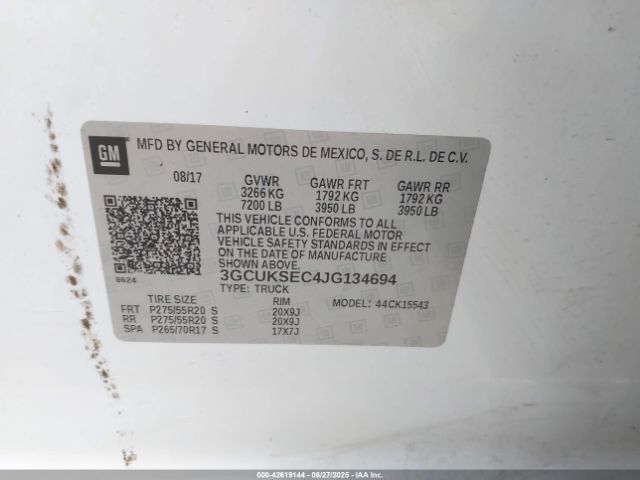 GM
MFD BY GENERAL MOTORS DE MEXICO, S. DE R.L. DE C.V.
08/17 GVWR GAWR FRT GAWR RR
3266 KG 1792 KG 1792 KG
7200 LB 3950 LB 3950 LB
THIS VEHICLE CONFORMS TO ALL
APPLICABLE U.S. FEDERAL MOTOR
VEHICLE SAFETY STANDARDS IN EFFECT
ON THE DATE OF MANUFACTURE
SHOWN ABOVE.
8624 3GCUKSEC4JG134694
TYPE: TRUCK
TIRE SIZE RIM MODEL: 44CK15543
FRT P275/55R20 S 20X9J
RR P275/55R20 S 20X9J
SPA P265/70R17 S 17X7J
000-42619144 - 06/27/2025 - IAAI.COM